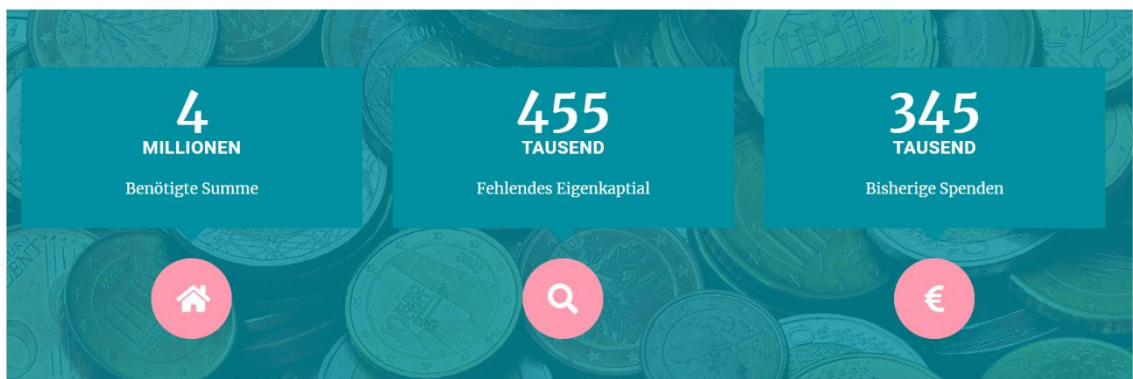 4
MILLIONEN
Benötigte Summe
455
TAUSEND
Fehlendes Eigenkaptial
345
TAUSEND
Bisherige Spenden
€